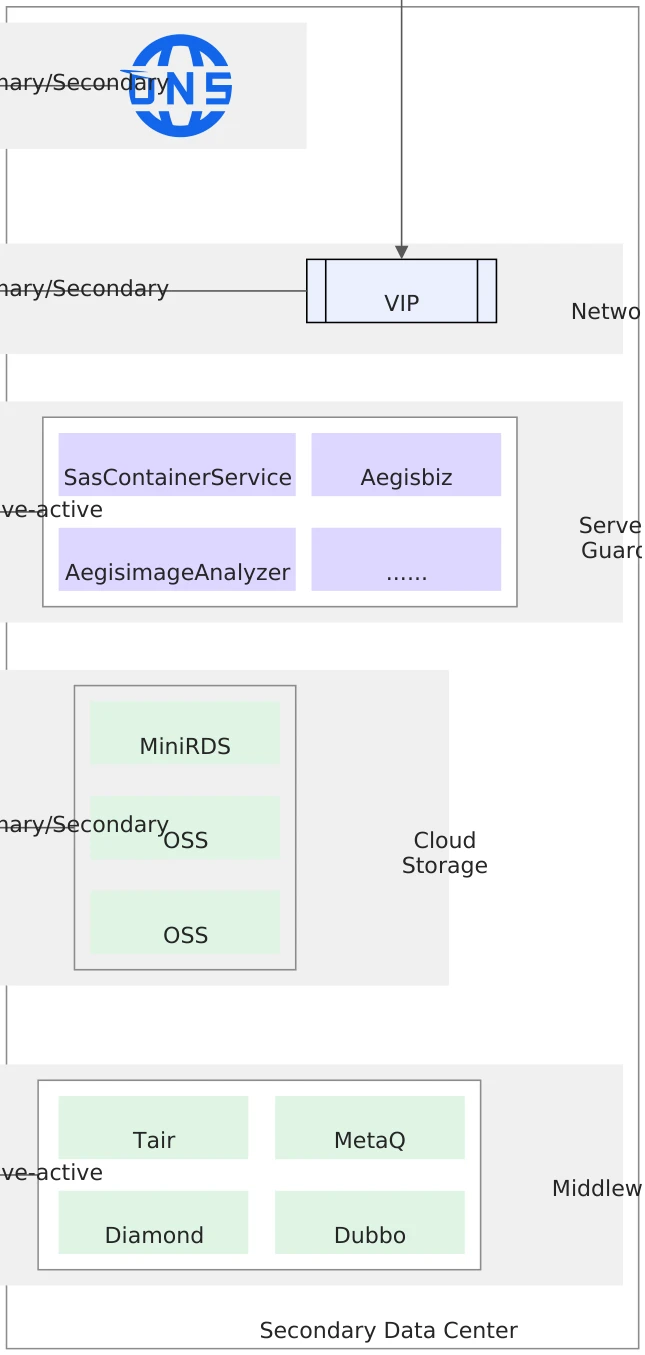 nary/Secondary
DNS
nary/Secondary
VIP
Netwo
SasContainerService
Aegisbiz
ve-active
Serve
Guard
AegisimageAnalyzer
......
MiniRDS
nary/Secondary
OSS
Cloud
Storage
OSS
Tair
MetaQ
ve-active
Middlew
Diamond
Dubbo
Secondary Data Center